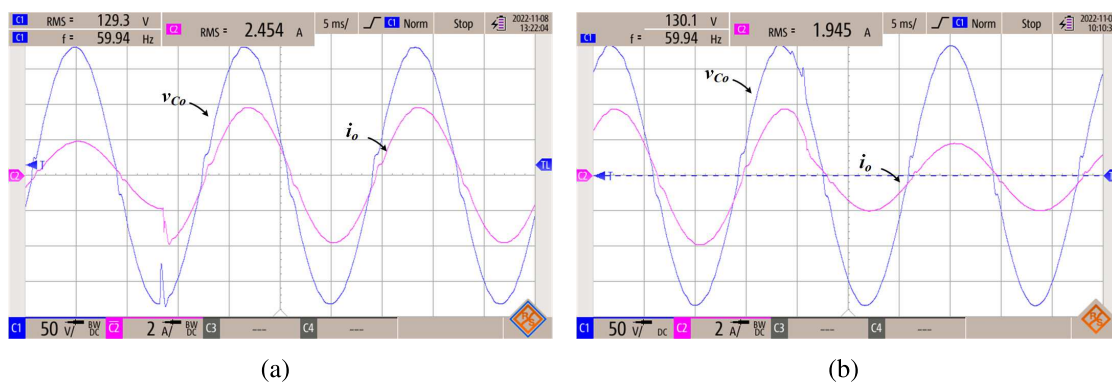 C1 RMS = 129.3 V
C1 f = 59.94 Hz
C2 RMS = 2.454 A
5 ms/ C1 Norm Stop
2022-11-08
13:22:04
vCo
io
T
C2
TL
C1 50 V/ BW DC C2 2 A/ BW DC C3 --- C4 ---
R S
(a)
130.1 V
C1 f = 59.94 Hz
C2 RMS = 1.945 A
5 ms/ C1 Norm Stop
2022-11-08
10:10:3
vCo
io
T
C2
C1 50 V/ DC C2 2 A/ BW DC C3 --- C4 ---
R S
(b)